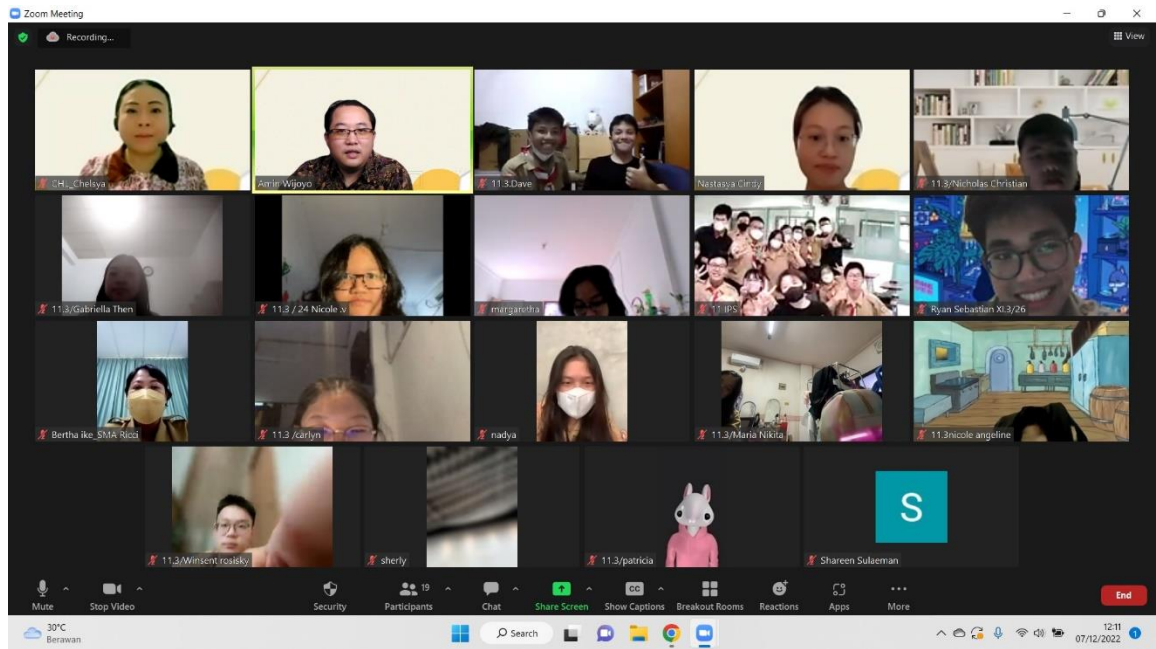 Zoom Meeting
Recording...
View
CH_Chelsya
Amin Wijoyo
11.3.Dave
Nastasya Cindy
11.3/Nicholas Christian
11.3/Gabriella Then
11.3 / 24 Nicole .v
margaretha
11 IPS
Ryan Sebastian XI.3/26
Bertha ike_SMA Ricci
11.3 /carlyn
nadya
11.3/Maria Nikita
11.3nicole angeline
11.3/Winsent rosisky
sherly
11.3/patricia
S
Shareen Sulaeman
Mute
Stop Video
Security
Participants
19
Chat
Share Screen
CC
Show Captions
Breakout Rooms
Reactions
Apps
More
End
30°C
Berawan
Search
12:11
07/12/2022
1